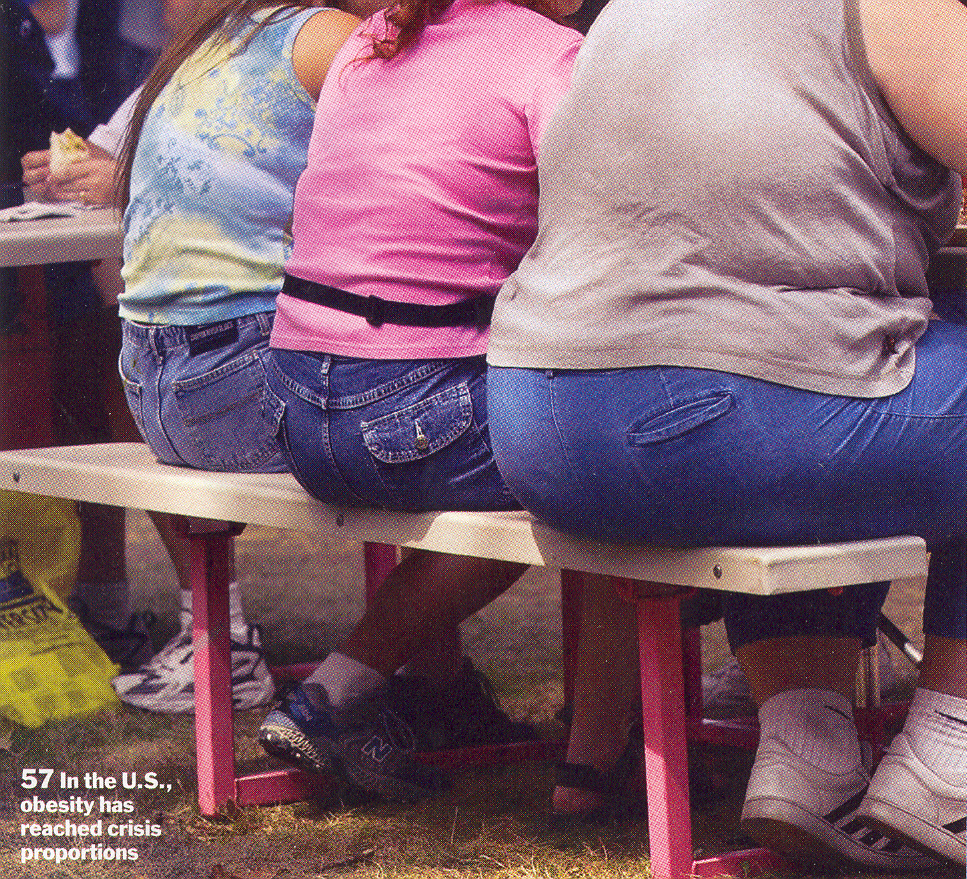 57 In the U.S.,
obesity has
reached crisis
proportions
N